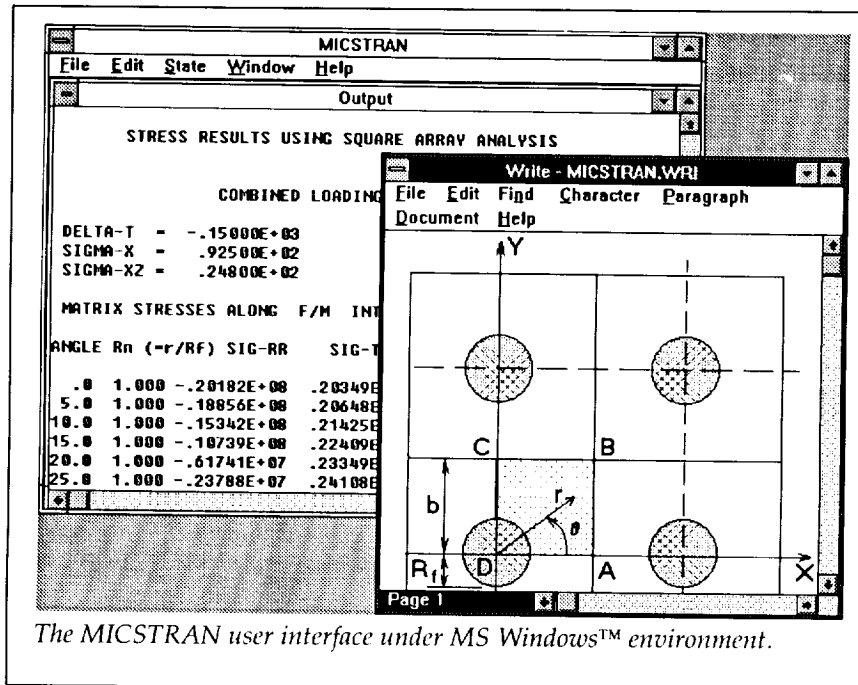 MICSTRAN
File Edit State Window Help
Output
STRESS RESULTS USING SQUARE ARRAY ANALYSIS
COMBINED LOADING
DELTA-T = -.15000E+03
SIGMA-X = .92500E+02
SIGMA-XZ = .24800E+02
MATRIX STRESSES ALONG F/M INT
ANGLE Rn (=r/Rf) SIG-RR SIG-T
.0 1.000 -.20182E+08 .20349E
5.0 1.000 -.18856E+08 .20648E
10.0 1.000 -.15342E+08 .21425E
15.0 1.000 -.10739E+08 .22409E
20.0 1.000 -.61741E+07 .23349E
25.0 1.000 -.23788E+07 .24108E
Write - MICSTRAN.WRI
File Edit Find Character Paragraph
Document Help
Y
C B
b r θ
Rf D A X
Page 1
The MICSTRAN user interface under MS Windows™ environment.